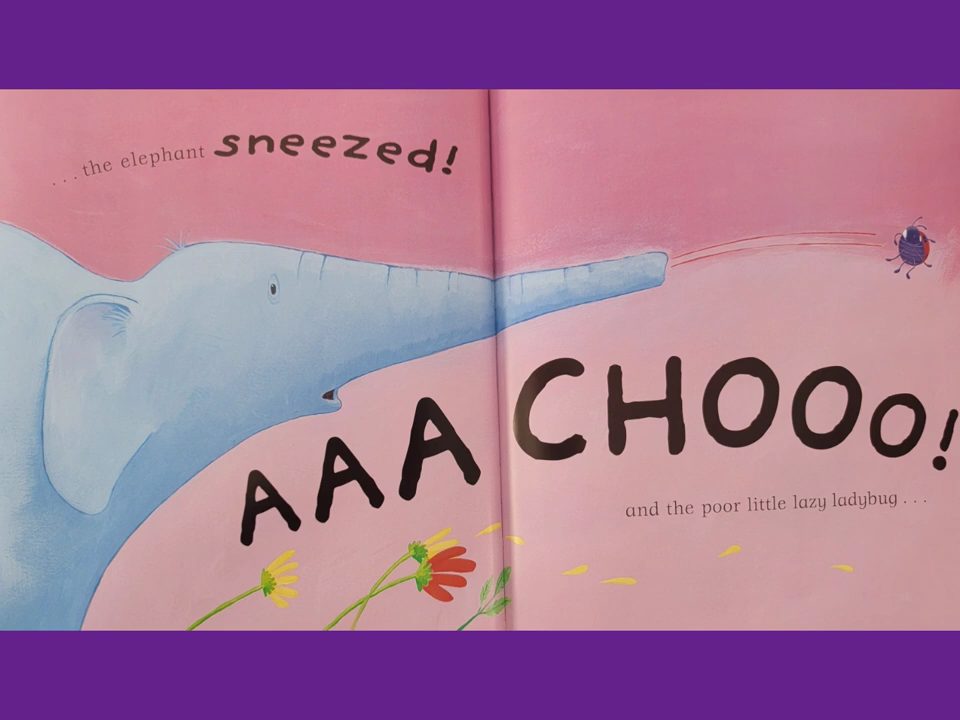 ...the elephant sneezed!
AAA CHOOO!
and the poor little lazy ladybug...